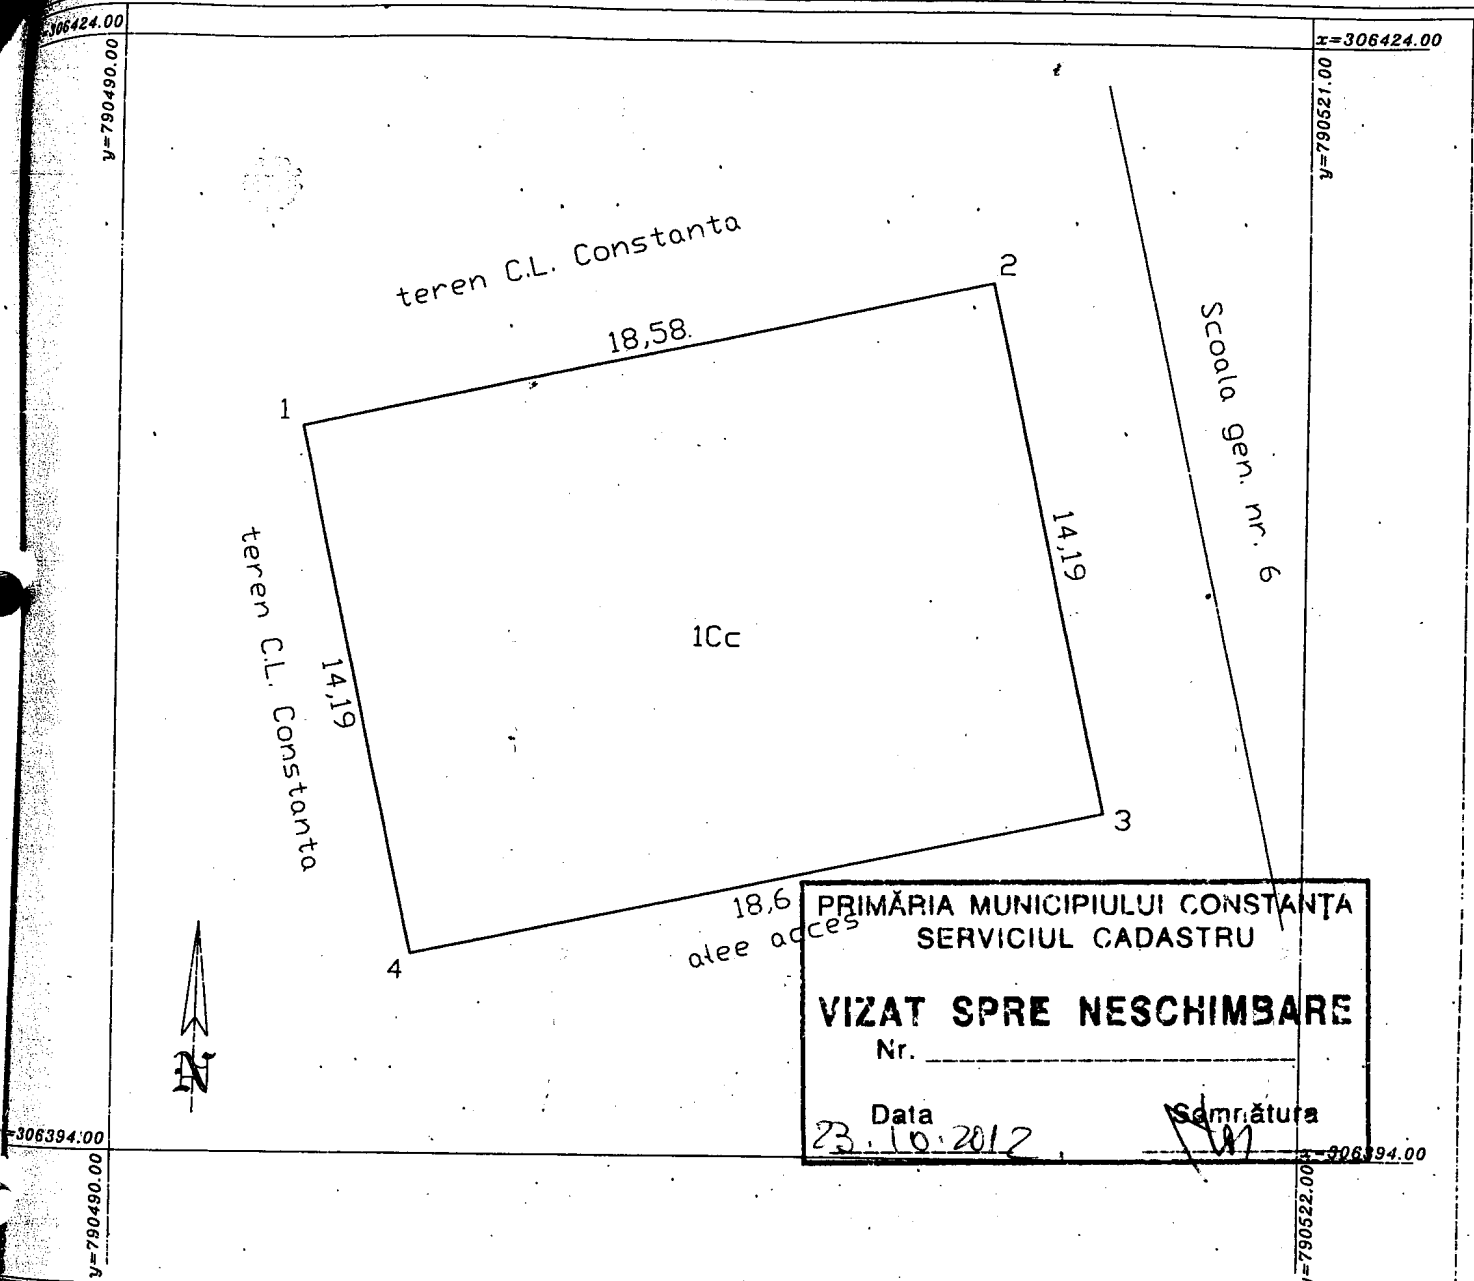 =306424.00
x=306424.00
y=790490.00
y=790521.00
teren C.L. Constanta
2
18,58
1
Scoala gen. nr. 6
14,19
teren C.L. Constanta
14,19
1Cc
3
18,6
alee acces
4
PRIMĂRIA MUNICIPIULUI CONSTANȚA
SERVICIUL CADASTRU
VIZAT SPRE NESCHIMBARE
Nr.
Data
Semnătura
23.10.2012
N
=306394.00
x=306394.00
y=790490.00
y=790522.00